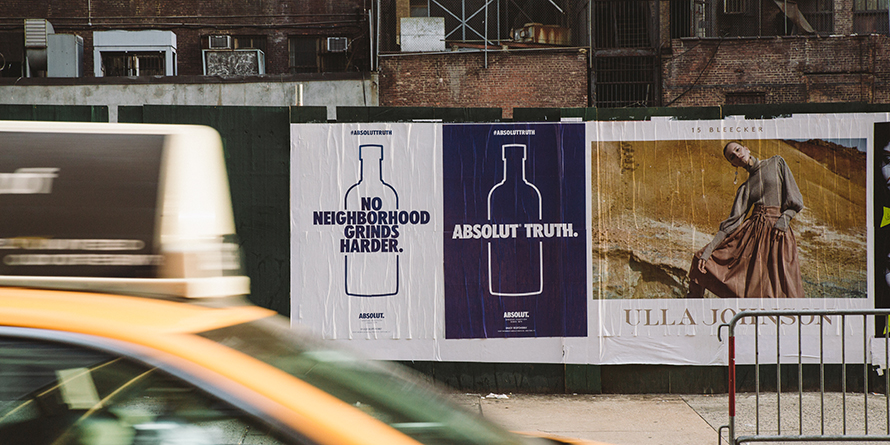 #ABSOLUTTRUTH
NO
NEIGHBORHOOD
GRINDS
HARDER.
ABSOLUT.
#ABSOLUTTRUTH
ABSOLUT TRUTH.
ABSOLUT.
15 BLEECKER
ULLA JOHNSON